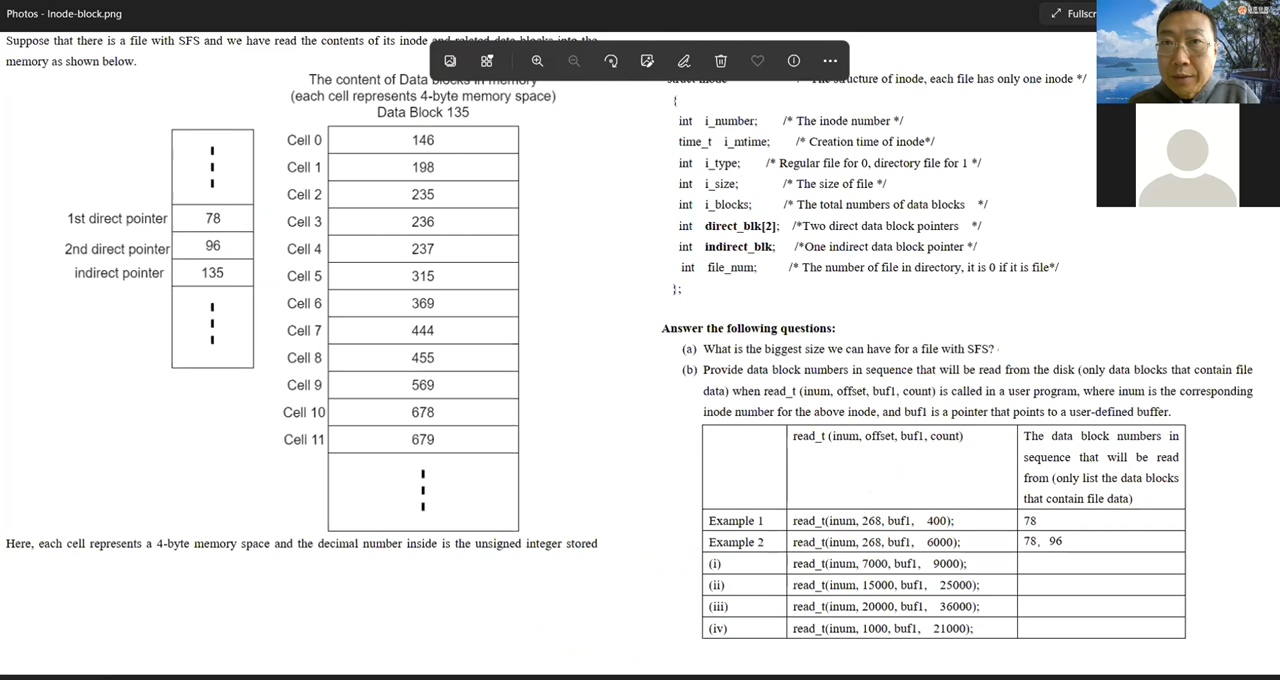 Photos - Inode-block.png
Fullscr
Suppose that there is a file with SFS and we have read the contents of its inode and related data blocks into the
memory as shown below.
The content of Data blocks in memory
(each cell represents 4-byte memory space)
Data Block 135
1st direct pointer 78
2nd direct pointer 96
indirect pointer 135
Cell 0 146
Cell 1 198
Cell 2 235
Cell 3 236
Cell 4 237
Cell 5 315
Cell 6 369
Cell 7 444
Cell 8 455
Cell 9 569
Cell 10 678
Cell 11 679
Here, each cell represents a 4-byte memory space and the decimal number inside is the unsigned integer stored
struct inode /* The structure of inode, each file has only one inode */
{
int i_number; /* The inode number */
time_t i_mtime; /* Creation time of inode*/
int i_type; /* Regular file for 0, directory file for 1 */
int i_size; /* The size of file */
int i_blocks; /* The total numbers of data blocks */
int direct_blk[2]; /*Two direct data block pointers */
int indirect_blk; /*One indirect data block pointer */
int file_num; /* The number of file in directory, it is 0 if it is file*/
};
Answer the following questions:
(a) What is the biggest size we can have for a file with SFS?
(b) Provide data block numbers in sequence that will be read from the disk (only data blocks that contain file
data) when read_t (inum, offset, buf1, count) is called in a user program, where inum is the corresponding
inode number for the above inode, and buf1 is a pointer that points to a user-defined buffer.
read_t (inum, offset, buf1, count)
The data block numbers in
sequence that will be read
from (only list the data blocks
that contain file data)
Example 1 read_t(inum, 268, buf1, 400); 78
Example 2 read_t(inum, 268, buf1, 6000); 78, 96
(i) read_t(inum, 7000, buf1, 9000);
(ii) read_t(inum, 15000, buf1, 25000);
(iii) read_t(inum, 20000, buf1, 36000);
(iv) read_t(inum, 1000, buf1, 21000);